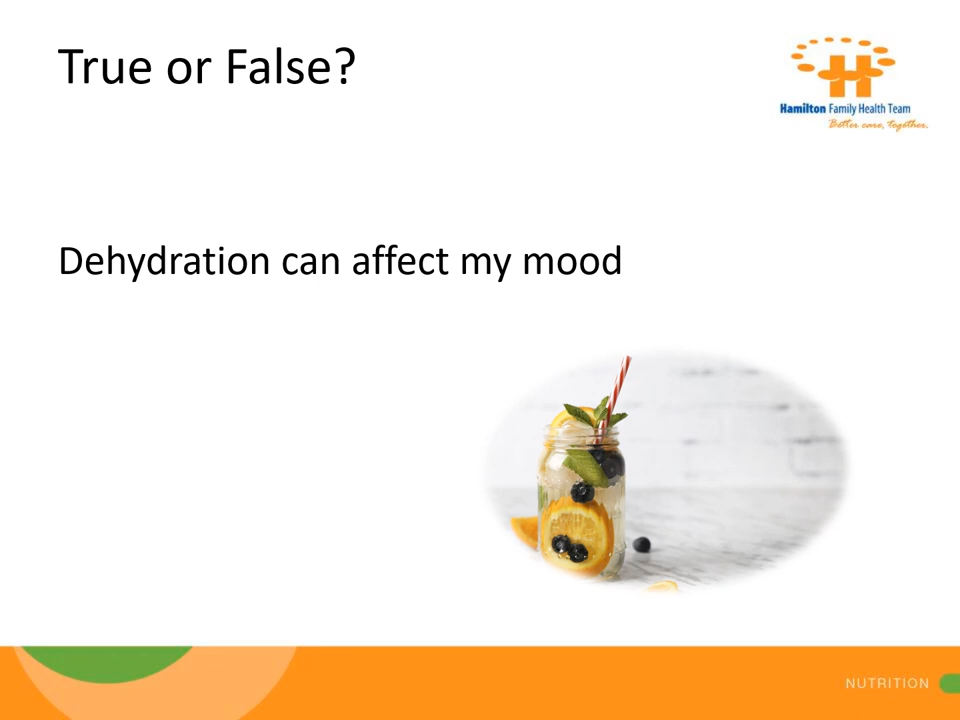 True or False?
Hamilton Family Health Team
Better care, together.
Dehydration can affect my mood
NUTRITION